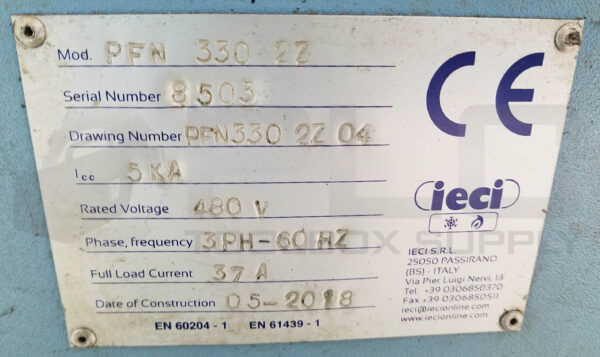 Mod. PFN 330 2Z
Serial Number 8503
Drawing Number PFN330 2Z 04
Icc 5KA
Rated Voltage 480 V
Phase, frequency 3PH-60HZ
Full Load Current 37 A
Date of Construction 05-2018
EN 60204 - 1 EN 61439 - 1
CE
ieci
IECI S.R.L.
25050 PASSIRANO
(BS) - ITALY
Via Pier Luigi Nervi, 13
Tel. +39 0306850370
Fax +39 0306850511
ieci@iecionline.com
www.iecionline.com